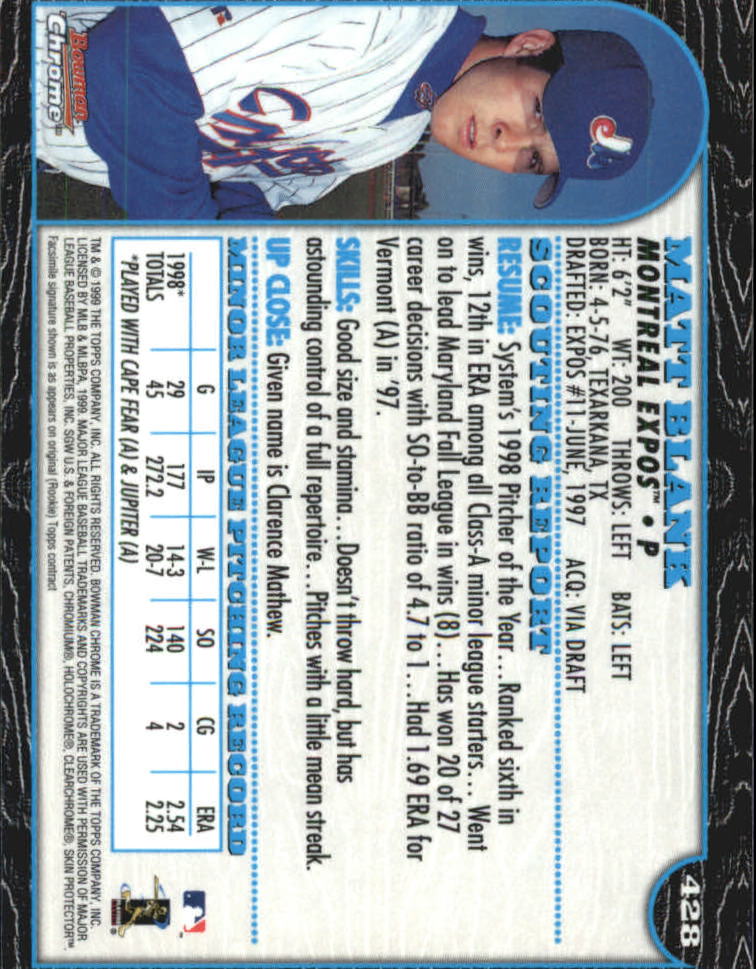 428
MATT BLANK
MONTREAL EXPOS™ • P
HT: 6'2" WT: 200 THROWS: LEFT BATS: LEFT
BORN: 4-5-76, TEXARKANA, TX
DRAFTED: EXPOS #11-JUNE, 1997 ACQ: VIA DRAFT
SCOUTING REPORT
RESUME: System's 1998 Pitcher of the Year...Ranked sixth in
wins, 12th in ERA among all Class-A minor league starters... Went
on to lead Maryland Fall League in wins (8)...Has won 20 of 27
career decisions with SO-to-BB ratio of 4.7 to 1...Had 1.69 ERA for
Vermont (A) in '97.
SKILLS: Good size and stamina...Doesn't throw hard, but has
astounding control of a full repertoire...Pitches with a little mean streak.
UP CLOSE: Given name is Clarence Mathew.
MINOR LEAGUE PITCHING RECORD
G IP W-L SO CG ERA
1998* 29 177 14-3 140 2 2.54
TOTALS 45 272.2 20-7 224 4 2.25
*PLAYED WITH CAPE FEAR (A) & JUPITER (A)
TM & © 1999 THE TOPPS COMPANY, INC. ALL RIGHTS RESERVED. BOWMAN CHROME IS A TRADEMARK OF THE TOPPS COMPANY, INC.
LICENSED BY MLB & MLBPA, 1999. MAJOR LEAGUE BASEBALL TRADEMARKS AND COPYRIGHTS ARE USED WITH PERMISSION OF MAJOR
LEAGUE BASEBALL PROPERTIES, INC. SGW U.S. & FOREIGN PATENTS, CHROMIUM®, HOLOCHROME®, CLEARCHROME®, SKIN PROTECTOR™.
Facsimile signature shown is as appears on original (Rookie) Topps contract
Bowman
Chrome™